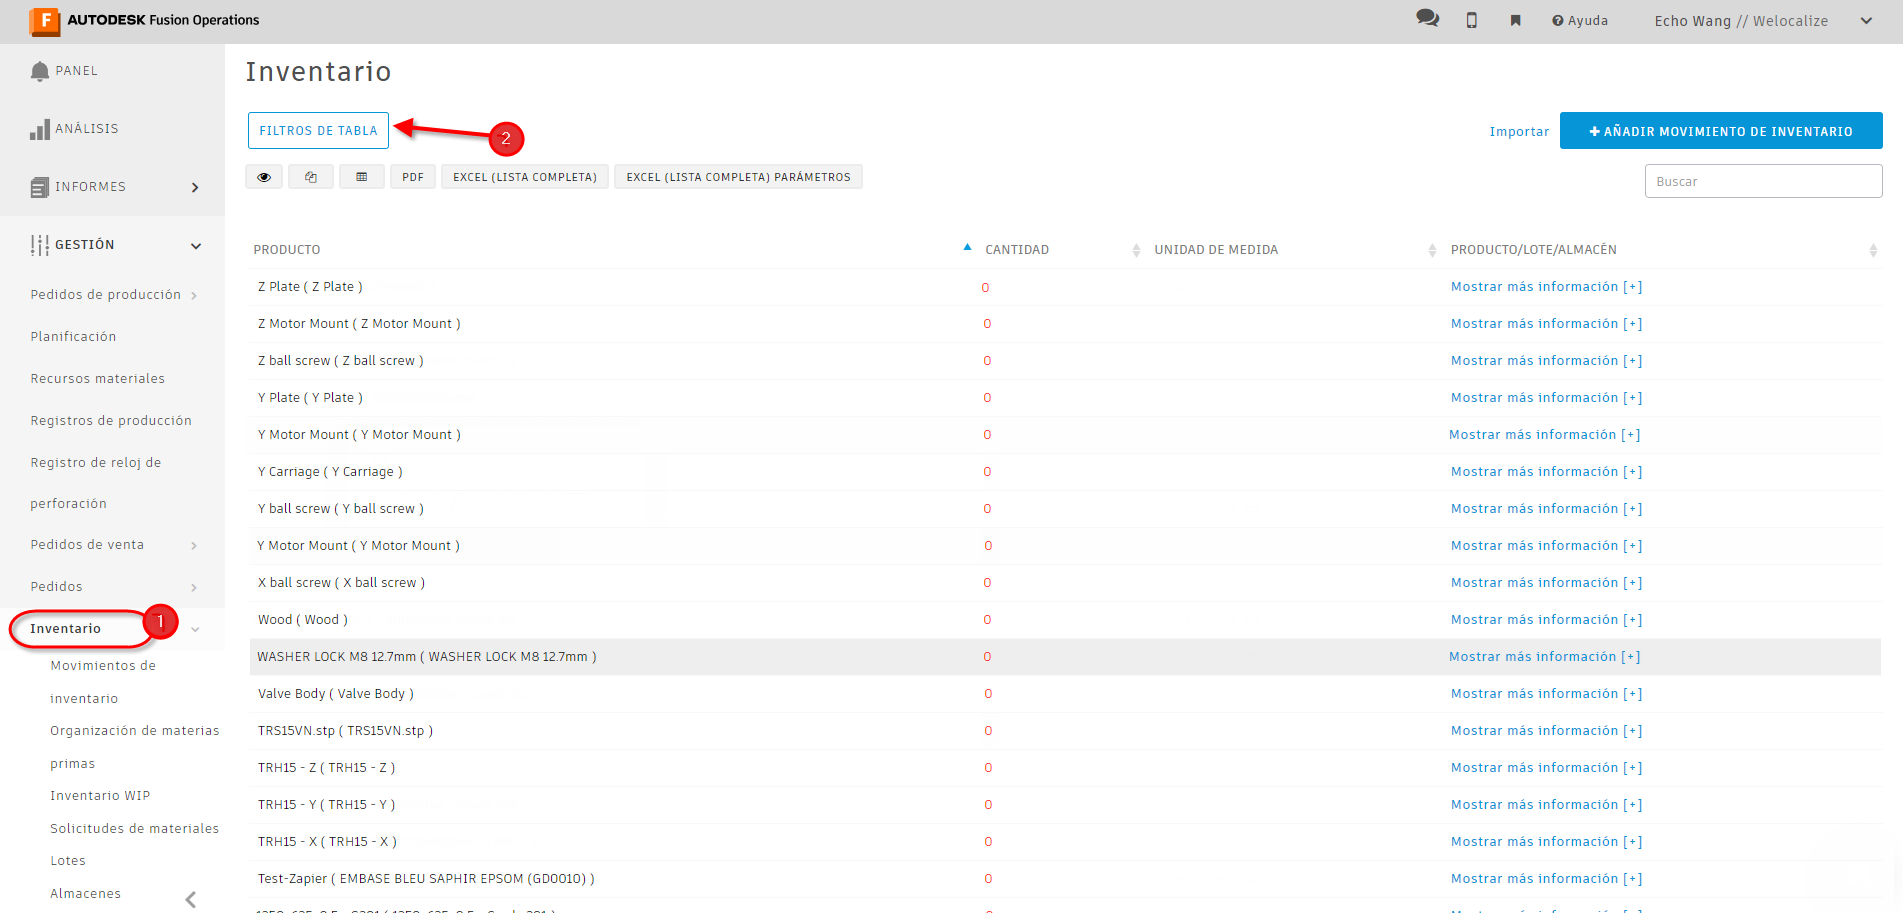 F AUTODESK Fusion Operations
Ayuda
Echo Wang // Welocalize
PANEL
ANÁLISIS
INFORMES
GESTIÓN
Pedidos de producción
Planificación
Recursos materiales
Registros de producción
Registro de reloj de
perforación
Pedidos de venta
Pedidos
Inventario
1
Movimientos de
inventario
Organización de materias
primas
Inventario WIP
Solicitudes de materiales
Lotes
Almacenes
Inventario
FILTROS DE TABLA
2
Importar
+ AÑADIR MOVIMIENTO DE INVENTARIO
PDF
EXCEL (LISTA COMPLETA)
EXCEL (LISTA COMPLETA) PARÁMETROS
Buscar
PRODUCTO CANTIDAD UNIDAD DE MEDIDA PRODUCTO/LOTE/ALMACÉN
Z Plate ( Z Plate ) 0 Mostrar más información [+]
Z Motor Mount ( Z Motor Mount ) 0 Mostrar más información [+]
Z ball screw ( Z ball screw ) 0 Mostrar más información [+]
Y Plate ( Y Plate ) 0 Mostrar más información [+]
Y Motor Mount ( Y Motor Mount ) 0 Mostrar más información [+]
Y Carriage ( Y Carriage ) 0 Mostrar más información [+]
Y ball screw ( Y ball screw ) 0 Mostrar más información [+]
Y Motor Mount ( Y Motor Mount ) 0 Mostrar más información [+]
X ball screw ( X ball screw ) 0 Mostrar más información [+]
Wood ( Wood ) 0 Mostrar más información [+]
WASHER LOCK M8 12.7mm ( WASHER LOCK M8 12.7mm ) 0 Mostrar más información [+]
Valve Body ( Valve Body ) 0 Mostrar más información [+]
TRS15VN.stp ( TRS15VN.stp ) 0 Mostrar más información [+]
TRH15 - Z ( TRH15 - Z ) 0 Mostrar más información [+]
TRH15 - Y ( TRH15 - Y ) 0 Mostrar más información [+]
TRH15 - X ( TRH15 - X ) 0 Mostrar más información [+]
Test-Zapier ( EMBASE BLEU SAPHIR EPSOM (GD0010) ) 0 Mostrar más información [+]